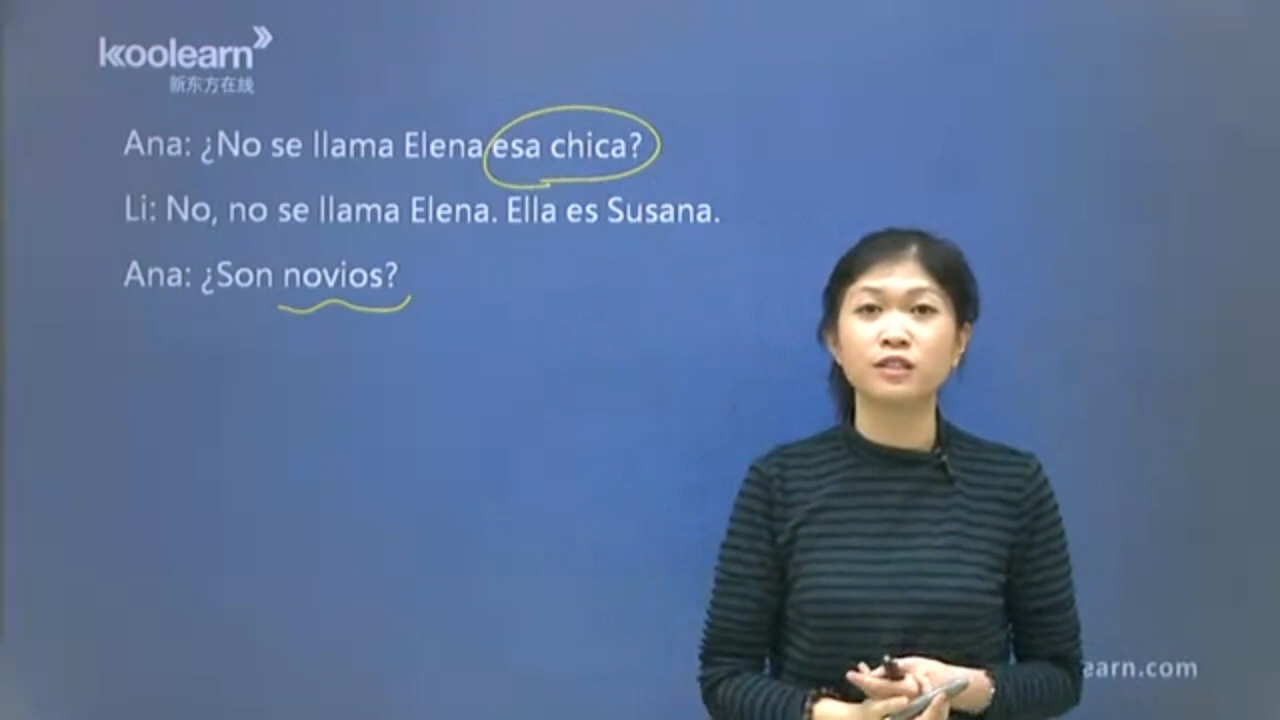 koolearn
新东方在线
Ana: ¿No se llama Elena esa chica?
Li: No, no se llama Elena. Ella es Susana.
Ana: ¿Son novios?
earn.com